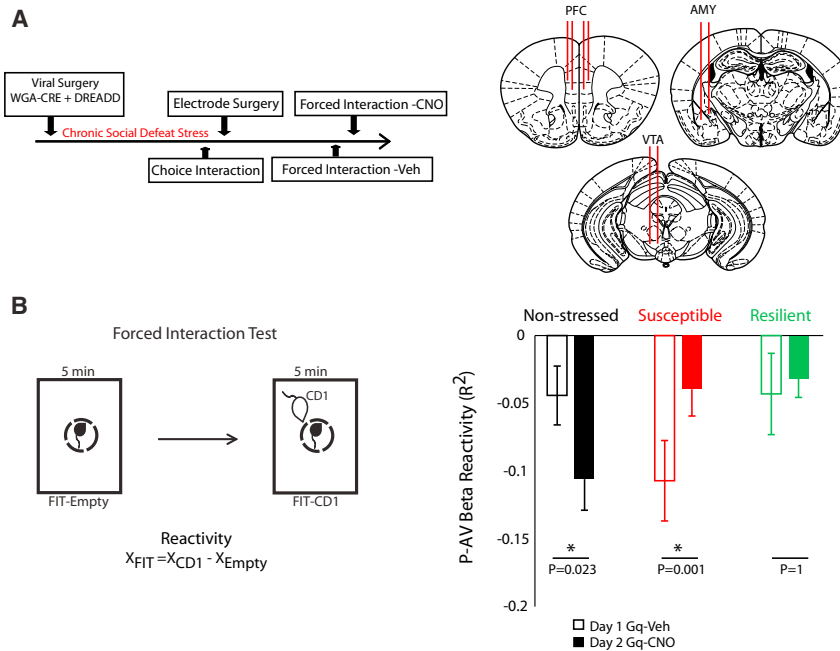 A
Viral Surgery
WGA-CRE + DREADD
Electrode Surgery
Forced Interaction -CNO
Chronic Social Defeat Stress
Choice Interaction
Forced Interaction -Veh
PFC
AMY
VTA
B
Forced Interaction Test
5 min
5 min
CD1
FIT-Empty
FIT-CD1
Reactivity
X_FIT =X_CD1 - X_Empty
Non-stressed
Susceptible
Resilient
P-AV Beta Reactivity (R²)
0
-0.05
-0.1
-0.15
-0.2
*
*
P=0.023
P=0.001
P=1
Day 1 Gq-Veh
Day 2 Gq-CNO